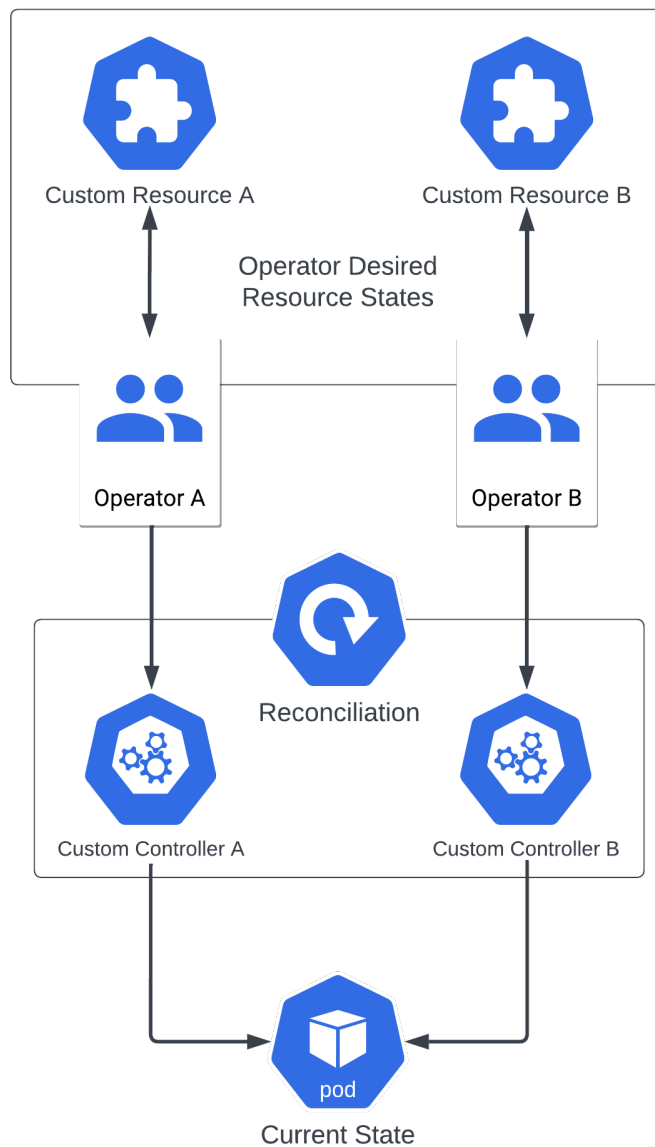 Custom Resource A
Custom Resource B
Operator Desired
Resource States
Operator A
Operator B
Reconciliation
Custom Controller A
Custom Controller B
pod
Current State